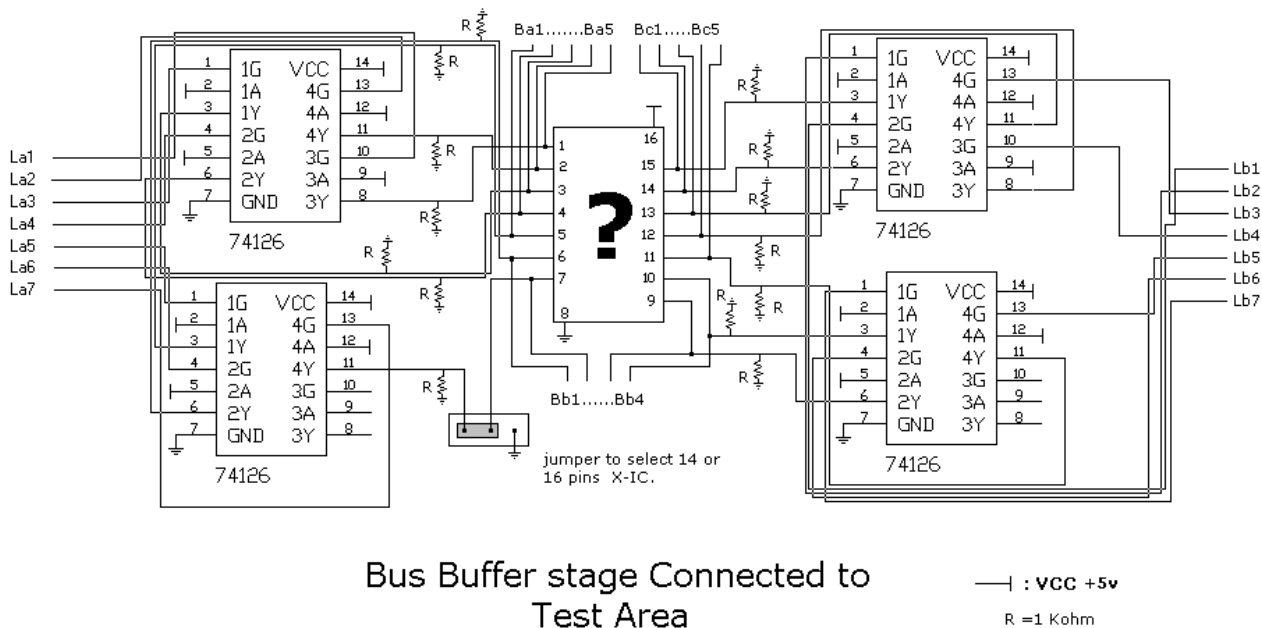 R
Ba1.......Ba5 Bc1.....Bc5
R
R
1 1G VCC 14
2 1A 4G 13
3 1Y 4A 12
4 2G 4Y 11
5 2A 3G 10
6 2Y 3A 9
7 GND 3Y 8
74126
R
R
La1
La2
La3
La4
La5
La6
La7
R
R
1 1G VCC 14
2 1A 4G 13
3 1Y 4A 12
4 2G 4Y 11
5 2A 3G 10
6 2Y 3A 9
7 GND 3Y 8
74126
R
16
1 15
2 14
3 13
4 12
5 11
6 10
7 9
8
?
Bb1......Bb4
jumper to select 14 or
16 pins X-IC.
R
R
R
R
R
R
R
1 1G VCC 14
2 1A 4G 13
3 1Y 4A 12
4 2G 4Y 11
5 2A 3G 10
6 2Y 3A 9
7 GND 3Y 8
74126
1 1G VCC 14
2 1A 4G 13
3 1Y 4A 12
4 2G 4Y 11
5 2A 3G 10
6 2Y 3A 9
7 GND 3Y 8
74126
Lb1
Lb2
Lb3
Lb4
Lb5
Lb6
Lb7
Bus Buffer stage Connected to
Test Area
: VCC +5v
R =1 Kohm